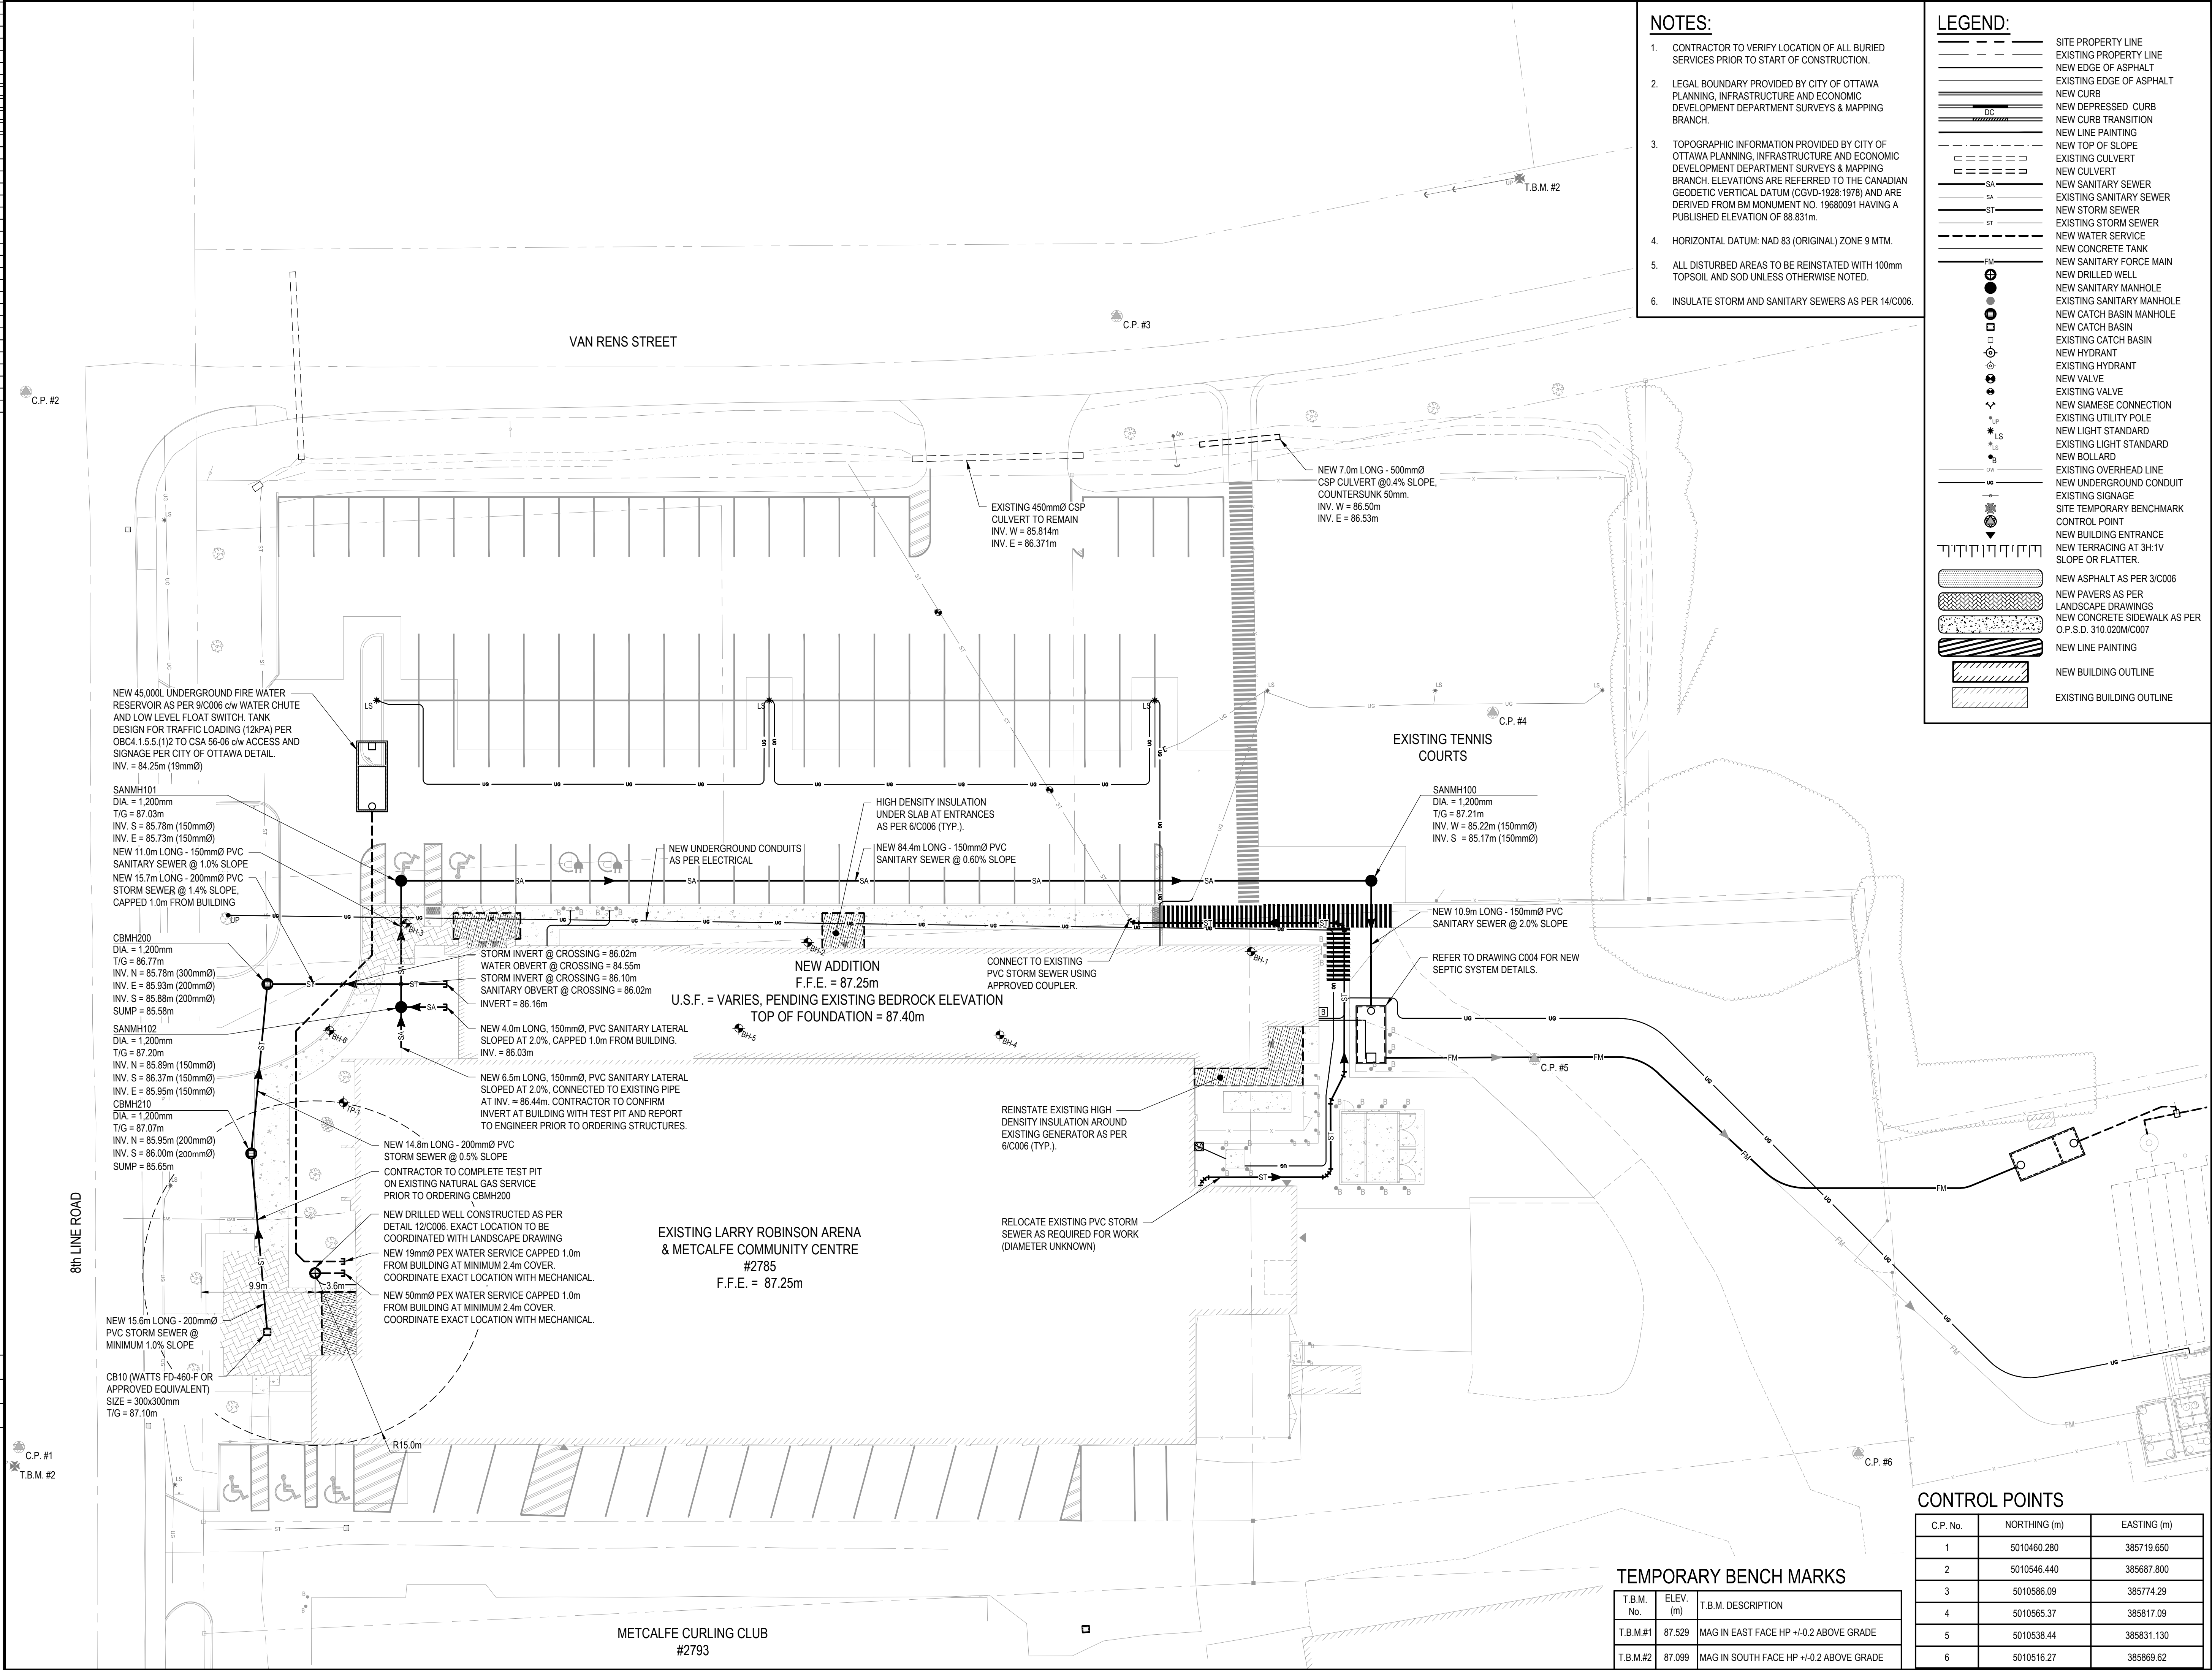 NOTES:
1. CONTRACTOR TO VERIFY LOCATION OF ALL BURIED
SERVICES PRIOR TO START OF CONSTRUCTION.
2. LEGAL BOUNDARY PROVIDED BY CITY OF OTTAWA
PLANNING, INFRASTRUCTURE AND ECONOMIC
DEVELOPMENT DEPARTMENT SURVEYS & MAPPING
BRANCH.
3. TOPOGRAPHIC INFORMATION PROVIDED BY CITY OF
OTTAWA PLANNING, INFRASTRUCTURE AND ECONOMIC
DEVELOPMENT DEPARTMENT SURVEYS & MAPPING
BRANCH. ELEVATIONS ARE REFERRED TO THE CANADIAN
GEODETIC VERTICAL DATUM (CGVD-1928:1978) AND ARE
DERIVED FROM BM MONUMENT NO. 19680091 HAVING A
PUBLISHED ELEVATION OF 88.831m.
4. HORIZONTAL DATUM: NAD 83 (ORIGINAL) ZONE 9 MTM.
5. ALL DISTURBED AREAS TO BE REINSTATED WITH 100mm
TOPSOIL AND SOD UNLESS OTHERWISE NOTED.
6. INSULATE STORM AND SANITARY SEWERS AS PER 14/C006.
LEGEND:
SITE PROPERTY LINE
EXISTING PROPERTY LINE
NEW EDGE OF ASPHALT
EXISTING EDGE OF ASPHALT
NEW CURB
DC NEW DEPRESSED CURB
NEW CURB TRANSITION
NEW LINE PAINTING
NEW TOP OF SLOPE
EXISTING CULVERT
NEW CULVERT
SA NEW SANITARY SEWER
SA EXISTING SANITARY SEWER
ST NEW STORM SEWER
ST EXISTING STORM SEWER
NEW WATER SERVICE
NEW CONCRETE TANK
FM NEW SANITARY FORCE MAIN
NEW DRILLED WELL
NEW SANITARY MANHOLE
EXISTING SANITARY MANHOLE
NEW CATCH BASIN MANHOLE
NEW CATCH BASIN
EXISTING CATCH BASIN
NEW HYDRANT
EXISTING HYDRANT
NEW VALVE
EXISTING VALVE
NEW SIAMESE CONNECTION
UP EXISTING UTILITY POLE
LS NEW LIGHT STANDARD
LS EXISTING LIGHT STANDARD
B NEW BOLLARD
OW EXISTING OVERHEAD LINE
UG NEW UNDERGROUND CONDUIT
EXISTING SIGNAGE
SITE TEMPORARY BENCHMARK
CONTROL POINT
NEW BUILDING ENTRANCE
NEW TERRACING AT 3H:1V
SLOPE OR FLATTER.
NEW ASPHALT AS PER 3/C006
NEW PAVERS AS PER
LANDSCAPE DRAWINGS
NEW CONCRETE SIDEWALK AS PER
O.P.S.D. 310.020M/C007
NEW LINE PAINTING
NEW BUILDING OUTLINE
EXISTING BUILDING OUTLINE
UP T.B.M. #2
C.P. #3
VAN RENS STREET
C.P. #2
NEW 7.0m LONG - 500mmØ
CSP CULVERT @0.4% SLOPE,
COUNTERSUNK 50mm.
INV. W = 86.50m
INV. E = 86.53m
EXISTING 450mmØ CSP
CULVERT TO REMAIN
INV. W = 85.814m
INV. E = 86.371m
NEW 45,000L UNDERGROUND FIRE WATER
RESERVOIR AS PER 9/C006 c/w WATER CHUTE
AND LOW LEVEL FLOAT SWITCH. TANK
DESIGN FOR TRAFFIC LOADING (12kPA) PER
OBC4.1.5.5.(1)2 TO CSA 56-06 c/w ACCESS AND
SIGNAGE PER CITY OF OTTAWA DETAIL.
INV. = 84.25m (19mmØ)
LS
LS
LS
C.P. #4
EXISTING TENNIS
COURTS
SANMH101
DIA. = 1,200mm
T/G = 87.03m
INV. S = 85.78m (150mmØ)
INV. E = 85.73m (150mmØ)
NEW 11.0m LONG - 150mmØ PVC
SANITARY SEWER @ 1.0% SLOPE
NEW 15.7m LONG - 200mmØ PVC
STORM SEWER @ 1.4% SLOPE,
CAPPED 1.0m FROM BUILDING
UP
HIGH DENSITY INSULATION
UNDER SLAB AT ENTRANCES
AS PER 6/C006 (TYP.).
NEW UNDERGROUND CONDUITS
AS PER ELECTRICAL
NEW 84.4m LONG - 150mmØ PVC
SANITARY SEWER @ 0.60% SLOPE
SANMH100
DIA. = 1,200mm
T/G = 87.21m
INV. W = 85.22m (150mmØ)
INV. S = 85.17m (150mmØ)
NEW 10.9m LONG - 150mmØ PVC
SANITARY SEWER @ 2.0% SLOPE
REFER TO DRAWING C004 FOR NEW
SEPTIC SYSTEM DETAILS.
CBMH200
DIA. = 1,200mm
T/G = 86.77m
INV. N = 85.78m (300mmØ)
INV. E = 85.93m (200mmØ)
INV. S = 85.88m (200mmØ)
SUMP = 85.58m
BH-3
BH-2
BH-1
STORM INVERT @ CROSSING = 86.02m
WATER OBVERT @ CROSSING = 84.55m
STORM INVERT @ CROSSING = 86.10m
SANITARY OBVERT @ CROSSING = 86.02m
INVERT = 86.16m
NEW ADDITION
F.F.E. = 87.25m
U.S.F. = VARIES, PENDING EXISTING BEDROCK ELEVATION
TOP OF FOUNDATION = 87.40m
CONNECT TO EXISTING
PVC STORM SEWER USING
APPROVED COUPLER.
BH-6
BH-5
BH-4
SANMH102
DIA. = 1,200mm
T/G = 87.20m
INV. N = 85.89m (150mmØ)
INV. S = 86.37m (150mmØ)
INV. E = 85.95m (150mmØ)
CBMH210
DIA. = 1,200mm
T/G = 87.07m
INV. N = 85.95m (200mmØ)
INV. S = 86.00m (200mmØ)
SUMP = 85.65m
NEW 4.0m LONG, 150mmØ, PVC SANITARY LATERAL
SLOPED AT 2.0%, CAPPED 1.0m FROM BUILDING.
INV. = 86.03m
NEW 6.5m LONG, 150mmØ, PVC SANITARY LATERAL
SLOPED AT 2.0%, CONNECTED TO EXISTING PIPE
AT INV. ≈ 86.44m. CONTRACTOR TO CONFIRM
INVERT AT BUILDING WITH TEST PIT AND REPORT
TO ENGINEER PRIOR TO ORDERING STRUCTURES.
TP-1
NEW 14.8m LONG - 200mmØ PVC
STORM SEWER @ 0.5% SLOPE
CONTRACTOR TO COMPLETE TEST PIT
ON EXISTING NATURAL GAS SERVICE
PRIOR TO ORDERING CBMH200
NEW DRILLED WELL CONSTRUCTED AS PER
DETAIL 12/C006. EXACT LOCATION TO BE
COORDINATED WITH LANDSCAPE DRAWING
NEW 19mmØ PEX WATER SERVICE CAPPED 1.0m
FROM BUILDING AT MINIMUM 2.4m COVER.
COORDINATE EXACT LOCATION WITH MECHANICAL.
NEW 50mmØ PEX WATER SERVICE CAPPED 1.0m
FROM BUILDING AT MINIMUM 2.4m COVER.
COORDINATE EXACT LOCATION WITH MECHANICAL.
REINSTATE EXISTING HIGH
DENSITY INSULATION AROUND
EXISTING GENERATOR AS PER
6/C006 (TYP.).
RELOCATE EXISTING PVC STORM
SEWER AS REQUIRED FOR WORK
(DIAMETER UNKNOWN)
C.P. #5
8th LINE ROAD
9.9m
3.6m
EXISTING LARRY ROBINSON ARENA
& METCALFE COMMUNITY CENTRE
#2785
F.F.E. = 87.25m
NEW 15.6m LONG - 200mmØ
PVC STORM SEWER @
MINIMUM 1.0% SLOPE
CB10 (WATTS FD-460-F OR
APPROVED EQUIVALENT)
SIZE = 300x300mm
T/G = 87.10m
R15.0m
C.P. #1
T.B.M. #2
C.P. #6
METCALFE CURLING CLUB
#2793
TEMPORARY BENCH MARKS
T.B.M. No. ELEV. (m) T.B.M. DESCRIPTION
T.B.M.#1 87.529 MAG IN EAST FACE HP +/-0.2 ABOVE GRADE
T.B.M.#2 87.099 MAG IN SOUTH FACE HP +/-0.2 ABOVE GRADE
CONTROL POINTS
C.P. No. NORTHING (m) EASTING (m)
1 5010460.280 385719.650
2 5010546.440 385687.800
3 5010586.09 385774.29
4 5010565.37 385817.09
5 5010538.44 385831.130
6 5010516.27 385869.62